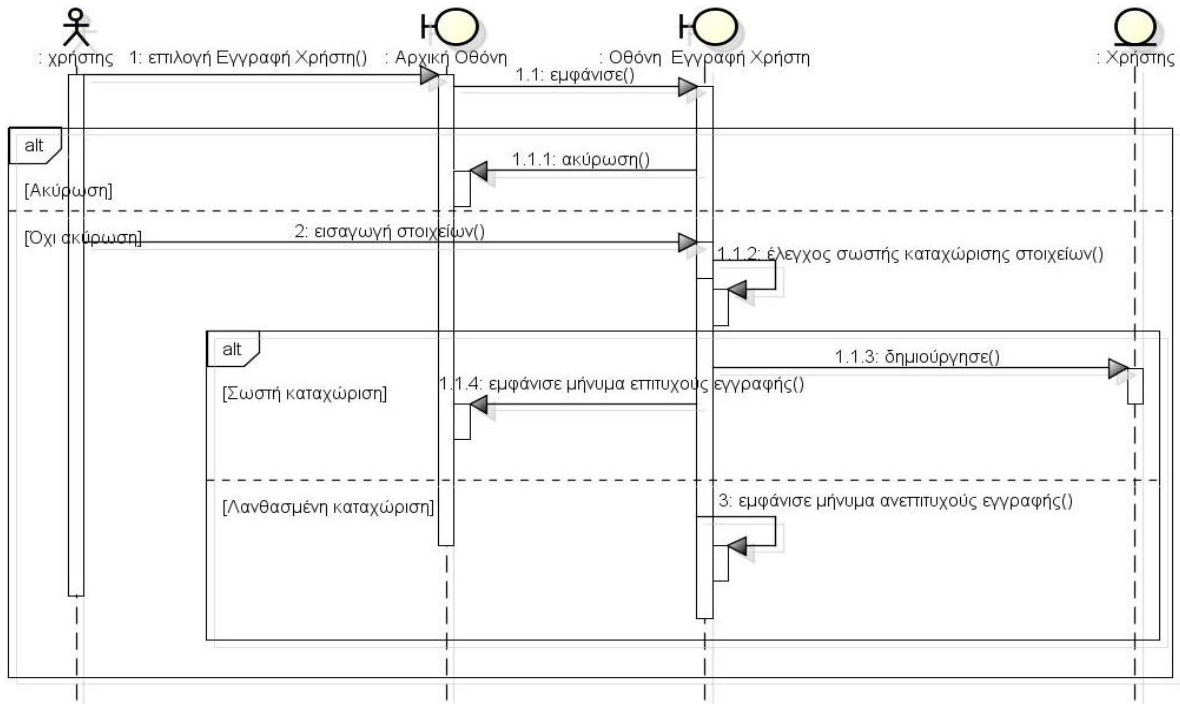 : χρήστης
1: επιλογή Εγγραφή Χρήστη()
: Αρχική Οθόνη
: Οθόνη Εγγραφή Χρήστη
: Χρήστης
1.1: εμφάνισε()
alt
1.1.1: ακύρωση()
[Ακύρωση]
[Όχι ακύρωση]
2: εισαγωγή στοιχείων()
1.1.2: έλεγχος σωστής καταχώρισης στοιχείων()
alt
1.1.3: δημιούργησε()
[Σωστή καταχώριση]
1.1.4: εμφάνισε μήνυμα επιτυχούς εγγραφής()
[Λανθασμένη καταχώριση]
3: εμφάνισε μήνυμα ανεπιτυχούς εγγραφής()